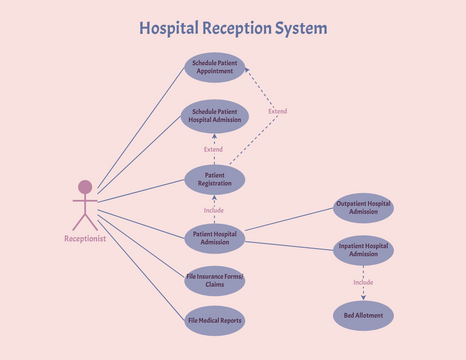 Hospital Reception System
Schedule Patient
Appointment
Extend
Schedule Patient
Hospital Admission
Extend
Patient
Registration
Include
Receptionist
Patient Hospital
Admission
Outpatient Hospital
Admission
Inpatient Hospital
Admission
Include
File Insurance Forms/
Claims
Bed Allotment
File Medical Reports